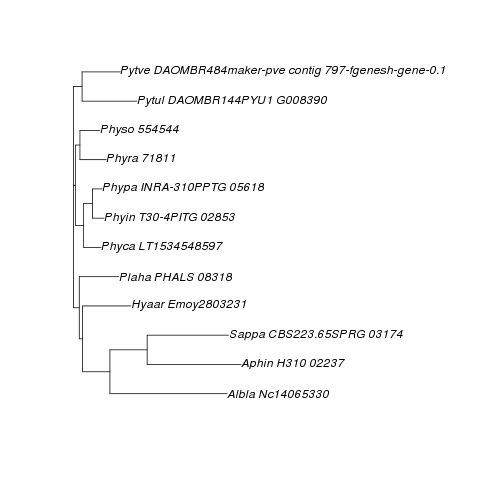 Pytve DAOMBR484maker-pve contig 797-fgenesh-gene-0.1
Pytul DAOMBR144PYU1 G008390
Physo 554544
Phyra 71811
Phypa INRA-310PPTG 05618
Phyin T30-4PITG 02853
Phyca LT1534548597
Plaha PHALS 08318
Hyaar Emoy2803231
Sappa CBS223.65SPRG 03174
Aphin H310 02237
Albla Nc14065330